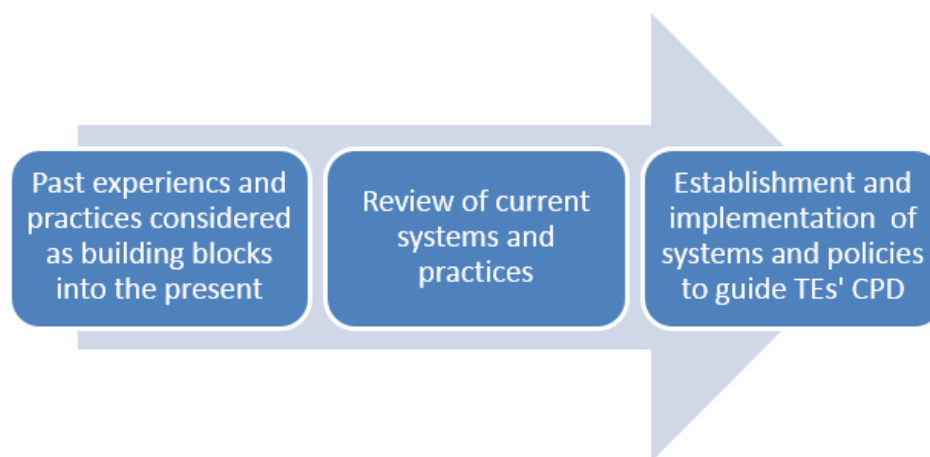 Past experiencs and
practices considered
as building blocks
into the present
Review of current
systems and
practices
Establishment and
implementation of
systems and policies
to guide TEs' CPD